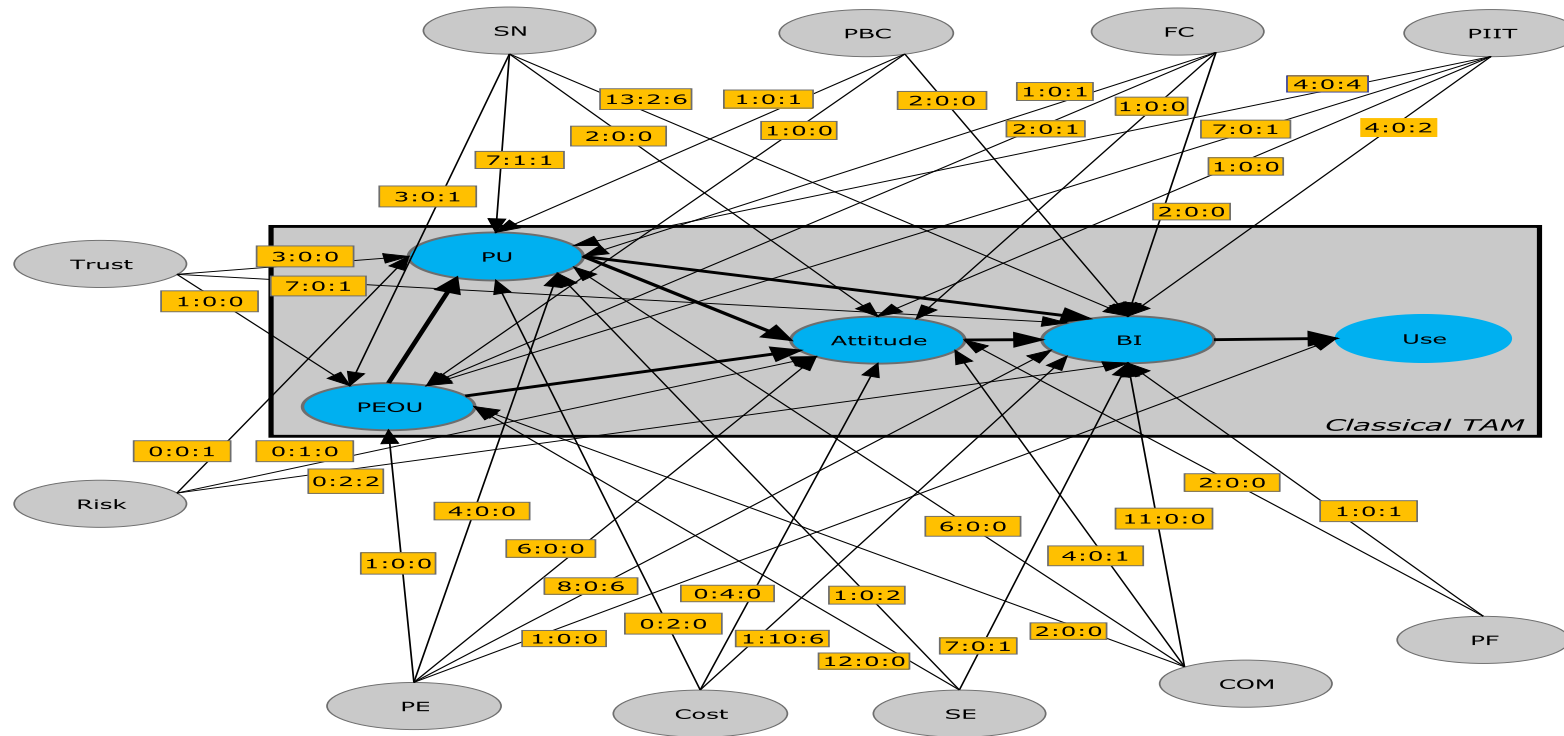 SN
PBC
FC
PIIT
13:2:6
1:0:1
2:0:0
1:0:1
1:0:0
4:0:4
2:0:0
1:0:0
2:0:1
7:0:1
4:0:2
7:1:1
1:0:0
3:0:1
2:0:0
Trust
3:0:0
PU
7:0:1
1:0:0
Attitude
BI
Use
PEOU
Classical TAM
0:0:1
0:1:0
0:2:2
Risk
2:0:0
4:0:0
1:0:1
11:0:0
6:0:0
6:0:0
4:0:1
1:0:0
8:0:6
0:4:0
1:0:2
0:2:0
1:0:0
1:10:6
7:0:1
2:0:0
12:0:0
PF
COM
PE
Cost
SE